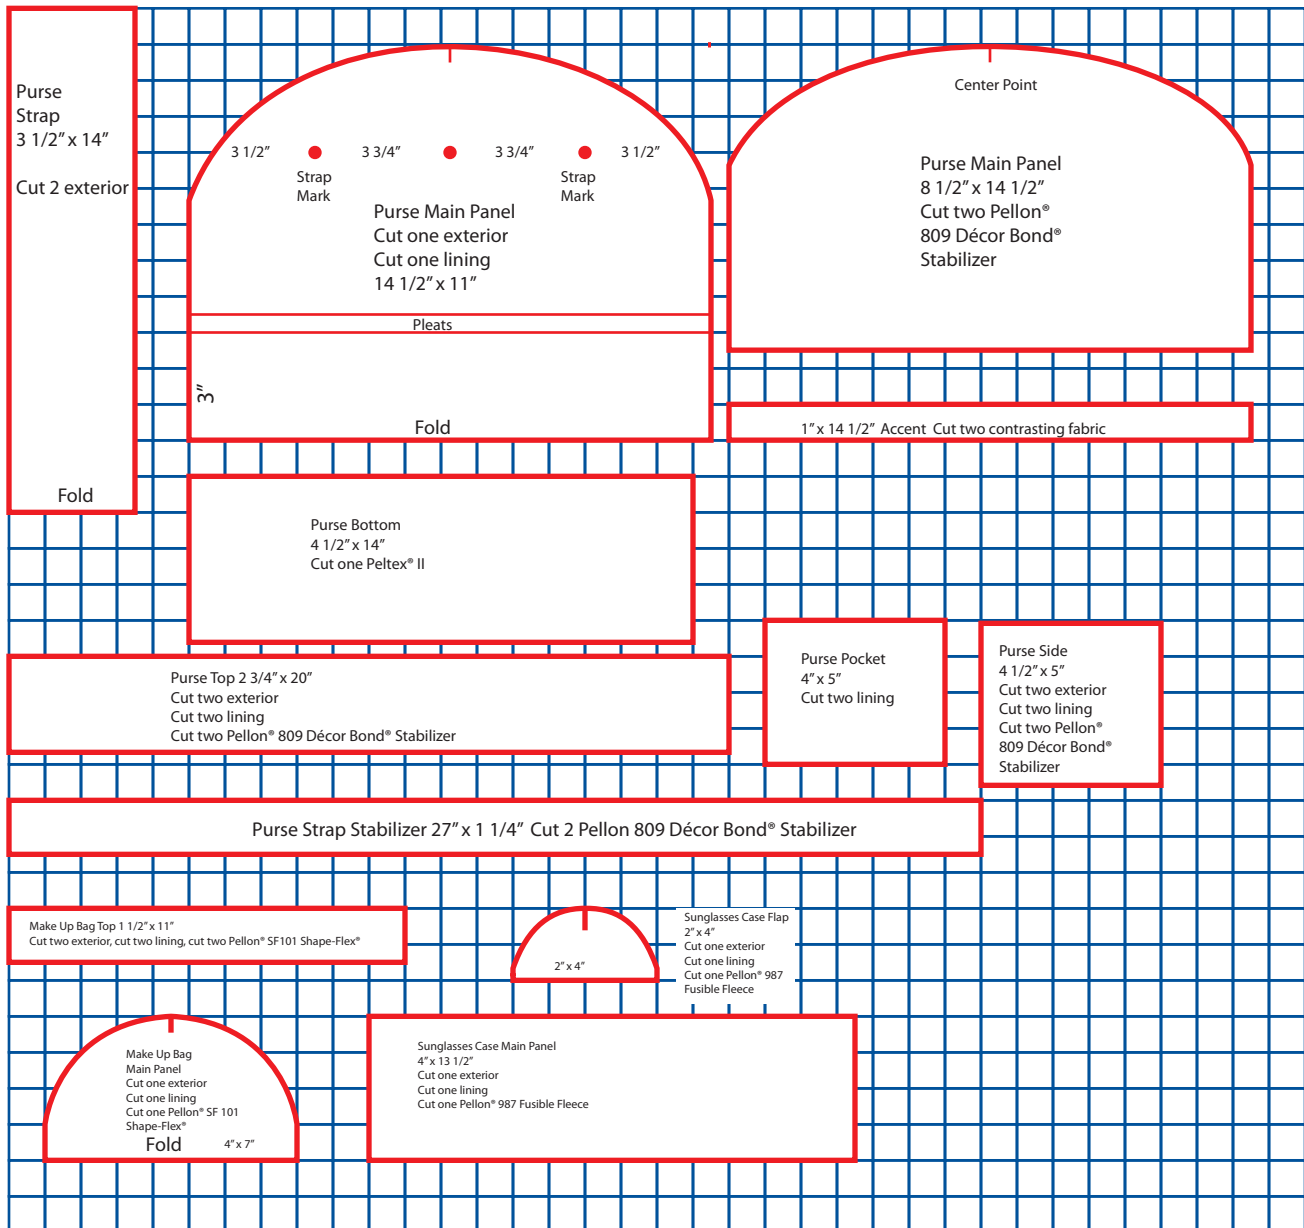 Purse
Strap
3 1/2” x 14”
Cut 2 exterior
Fold
3 1/2”
3 3/4”
3 3/4”
3 1/2”
Strap
Mark
Strap
Mark
Purse Main Panel
Cut one exterior
Cut one lining
14 1/2” x 11”
Pleats
3”
Fold
Center Point
Purse Main Panel
8 1/2” x 14 1/2”
Cut two Pellon®
809 Décor Bond®
Stabilizer
1” x 14 1/2” Accent Cut two contrasting fabric
Purse Bottom
4 1/2” x 14”
Cut one Peltex® II
Purse Top 2 3/4” x 20”
Cut two exterior
Cut two lining
Cut two Pellon® 809 Décor Bond® Stabilizer
Purse Pocket
4” x 5”
Cut two lining
Purse Side
4 1/2” x 5”
Cut two exterior
Cut two lining
Cut two Pellon®
809 Décor Bond®
Stabilizer
Purse Strap Stabilizer 27” x 1 1/4” Cut 2 Pellon 809 Décor Bond® Stabilizer
Make Up Bag Top 1 1/2” x 11”
Cut two exterior, cut two lining, cut two Pellon® SF101 Shape-Flex®
2” x 4”
Sunglasses Case Flap
2” x 4”
Cut one exterior
Cut one lining
Cut one Pellon® 987
Fusible Fleece
Make Up Bag
Main Panel
Cut one exterior
Cut one lining
Cut one Pellon® SF 101
Shape-Flex®
Fold
4” x 7”
Sunglasses Case Main Panel
4” x 13 1/2”
Cut one exterior
Cut one lining
Cut one Pellon® 987 Fusible Fleece